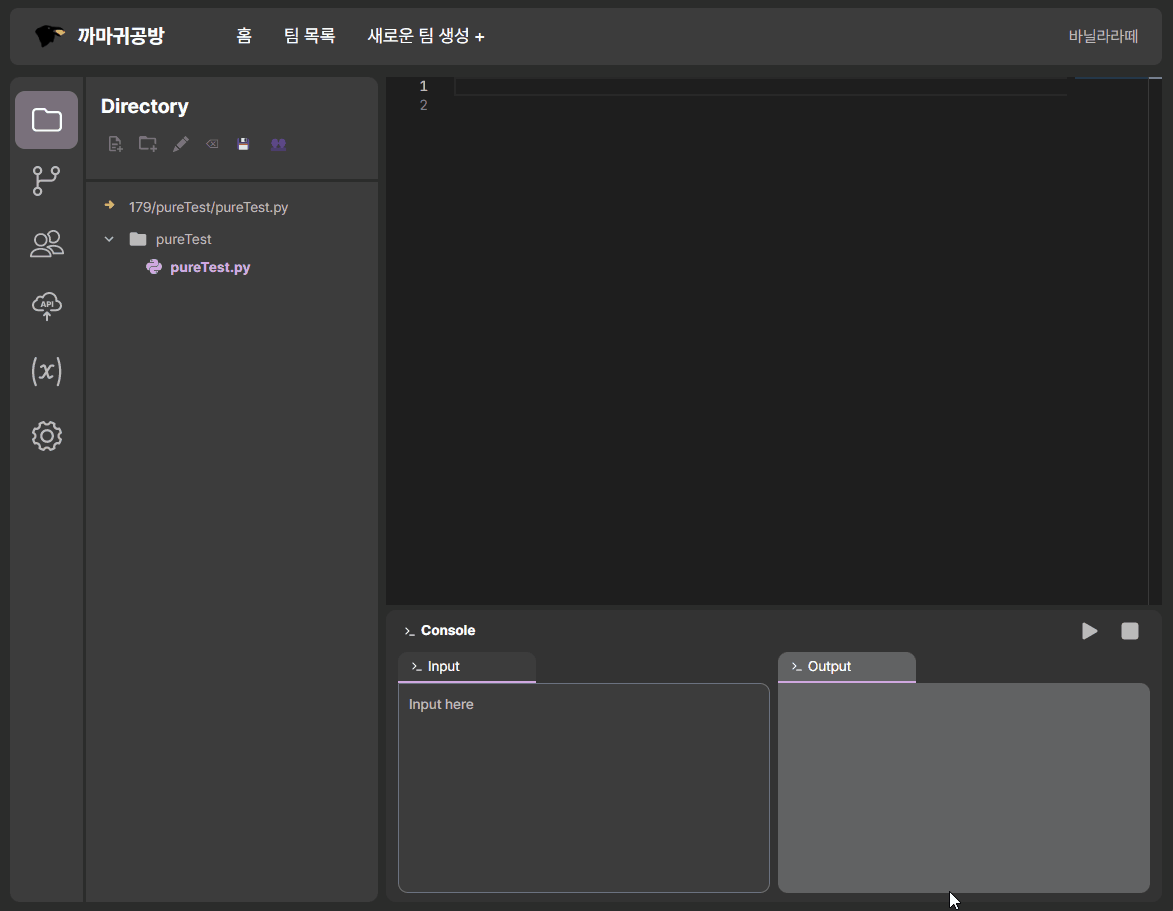 까마귀공방 홈 팀 목록 새로운 팀 생성 + 바닐라라떼
Directory
179/pureTest/pureTest.py
pureTest
pureTest.py
API
(x)
1
2
>_ Console
>_ Input
Input here
>_ Output